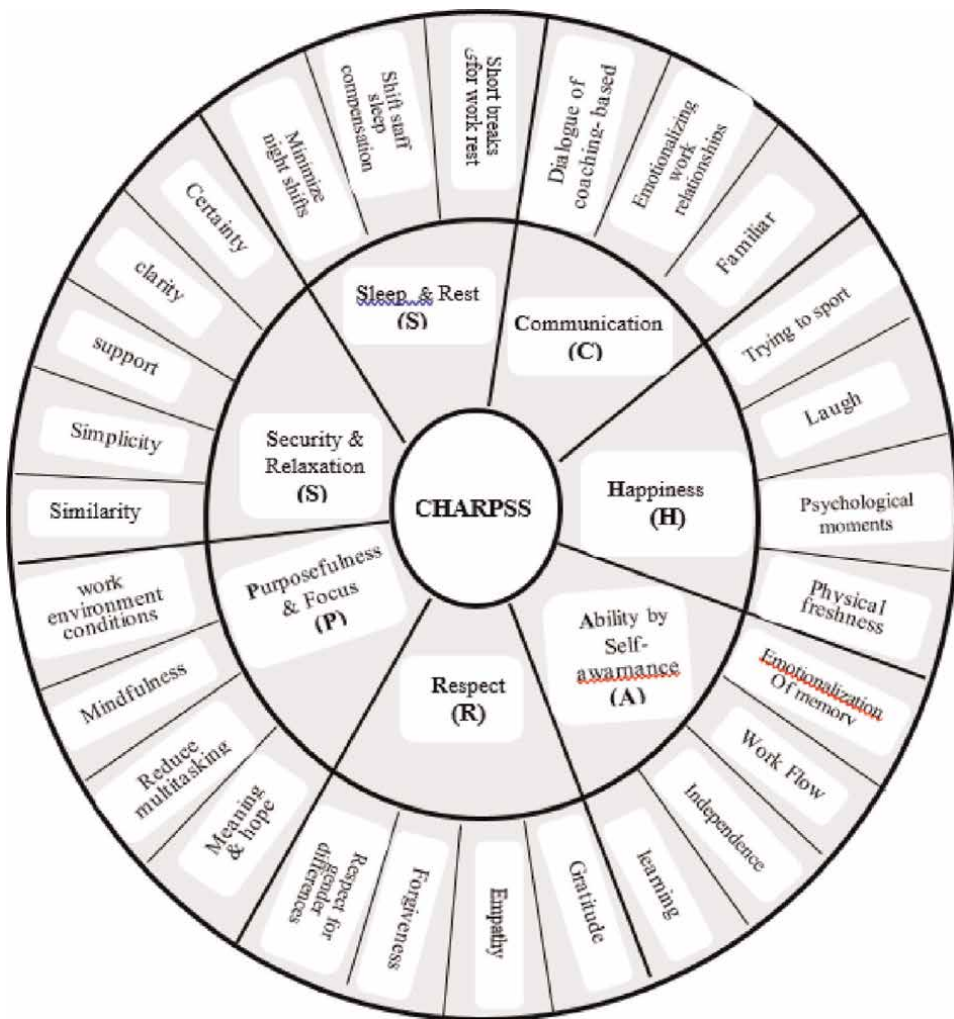 CHARPSS
Communication
(C)
Dialogue of
coaching- based
Emotionalizing
work
relationships
Familiar
Happiness
(H)
Trying to sport
Laugh
Psychological
moments
Physical
freshness
Ability by
Self-
awarnance
(A)
Emotionalization
Of memory
Work Flow
Independence
learning
Respect
(R)
Gratitude
Empathy
Forgiveness
Respect for
gender
differences
Purposefulness
& Focus
(P)
Meaning
& hope
Reduce
multitasking
Mindfulness
work
environment
conditions
Security &
Relaxation
(S)
Similarity
Simplicity
support
clarity
Certainty
Sleep & Rest
(S)
Minimize
night shifts
Shift staff
sleep
compensation
Short breaks
for work rest